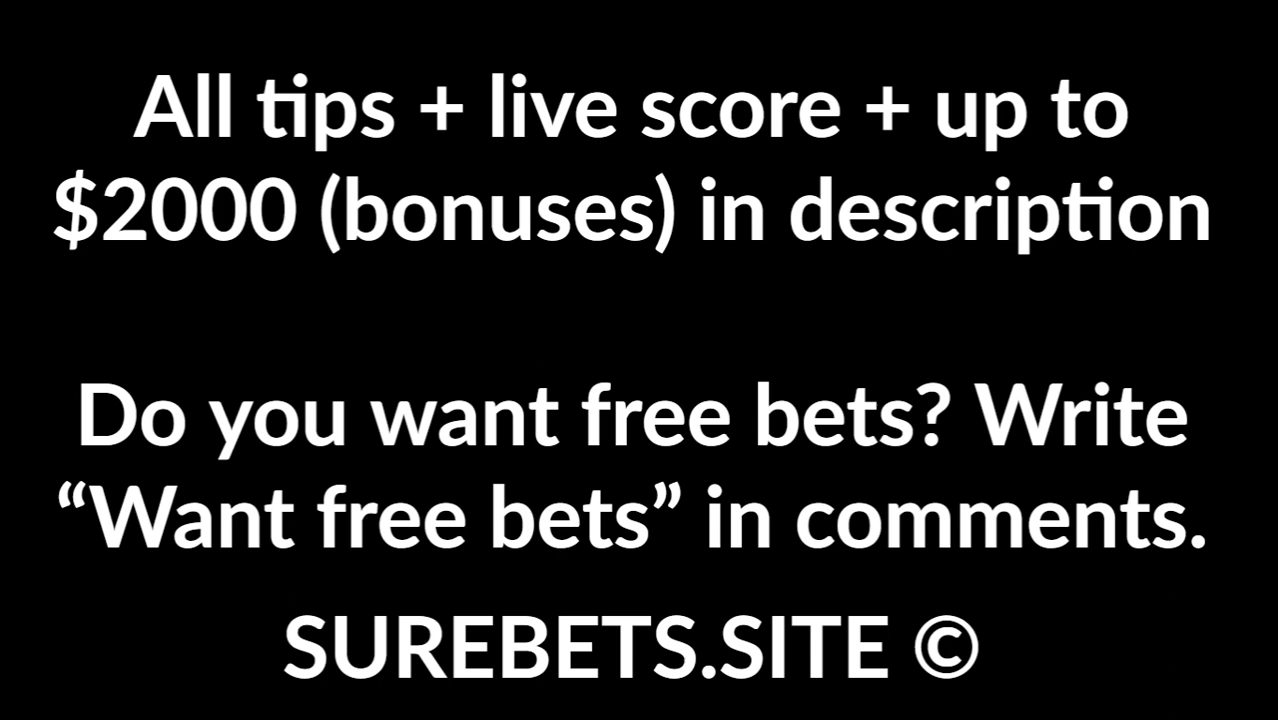 All tips + live score + up to
$2000 (bonuses) in description
Do you want free bets? Write
“Want free bets” in comments.
SUREBETS.SITE ©